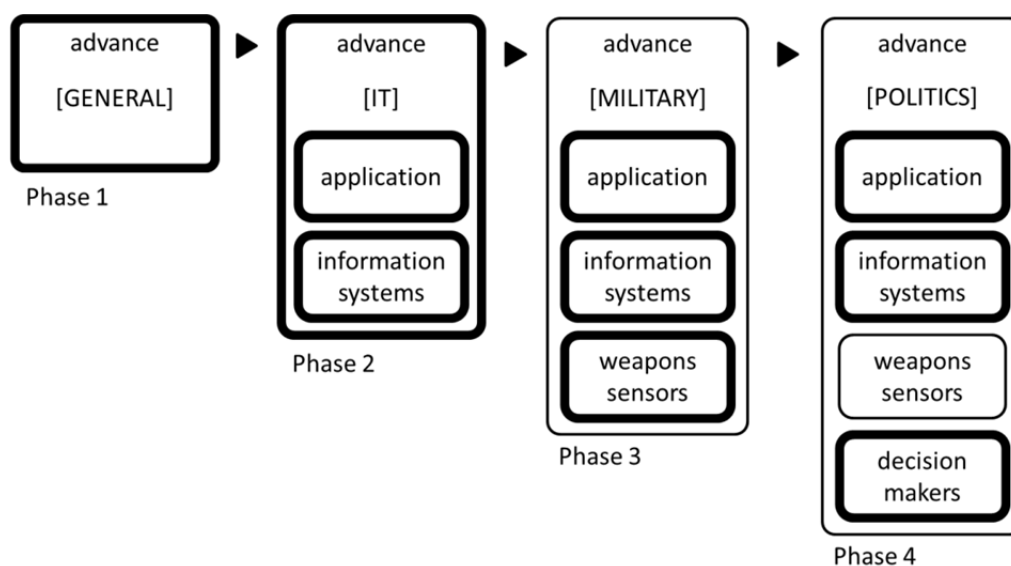 advance
[GENERAL]
Phase 1
advance
[IT]
application
information
systems
Phase 2
advance
[MILITARY]
application
information
systems
weapons
sensors
Phase 3
advance
[POLITICS]
application
information
systems
weapons
sensors
decision
makers
Phase 4